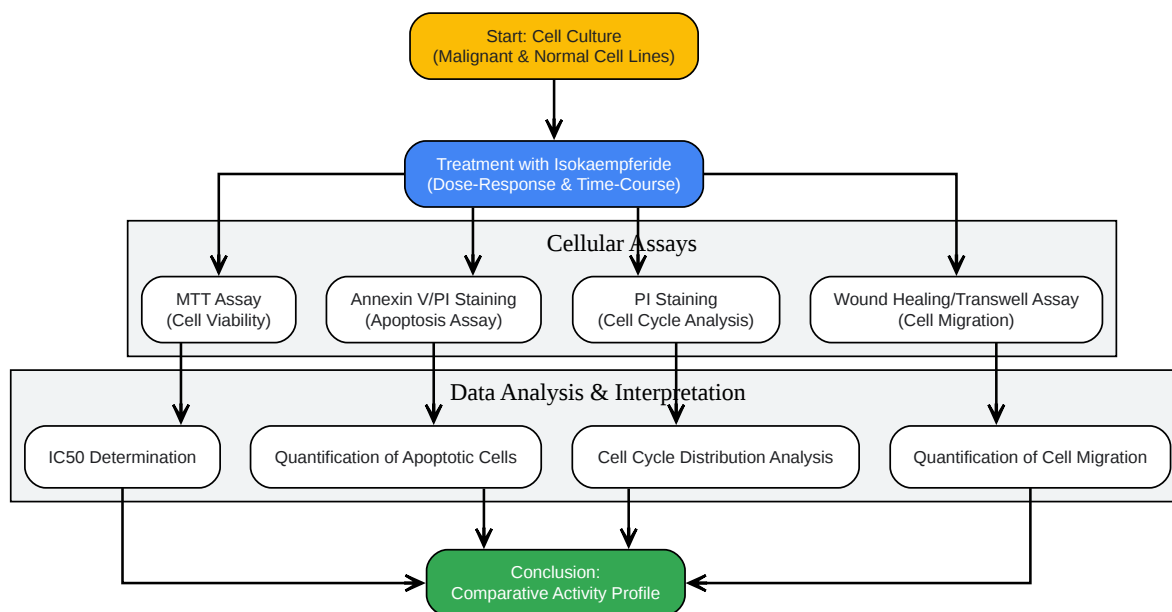 Start: Cell Culture
(Malignant & Normal Cell Lines)
Treatment with Isokaempferide
(Dose-Response & Time-Course)
Cellular Assays
MTT Assay
(Cell Viability)
Annexin V/PI Staining
(Apoptosis Assay)
PI Staining
(Cell Cycle Analysis)
Wound Healing/Transwell Assay
(Cell Migration)
Data Analysis & Interpretation
IC50 Determination
Quantification of Apoptotic Cells
Cell Cycle Distribution Analysis
Quantification of Cell Migration
Conclusion:
Comparative Activity Profile